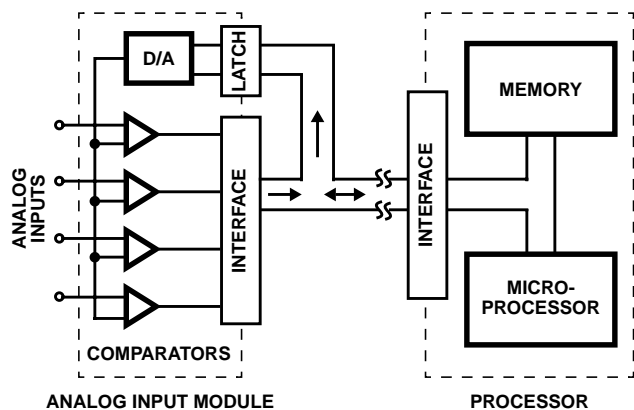 D/A
LATCH
MEMORY
ANALOG
INPUTS
INTERFACE
INTERFACE
MICRO-
PROCESSOR
COMPARATORS
ANALOG INPUT MODULE
PROCESSOR